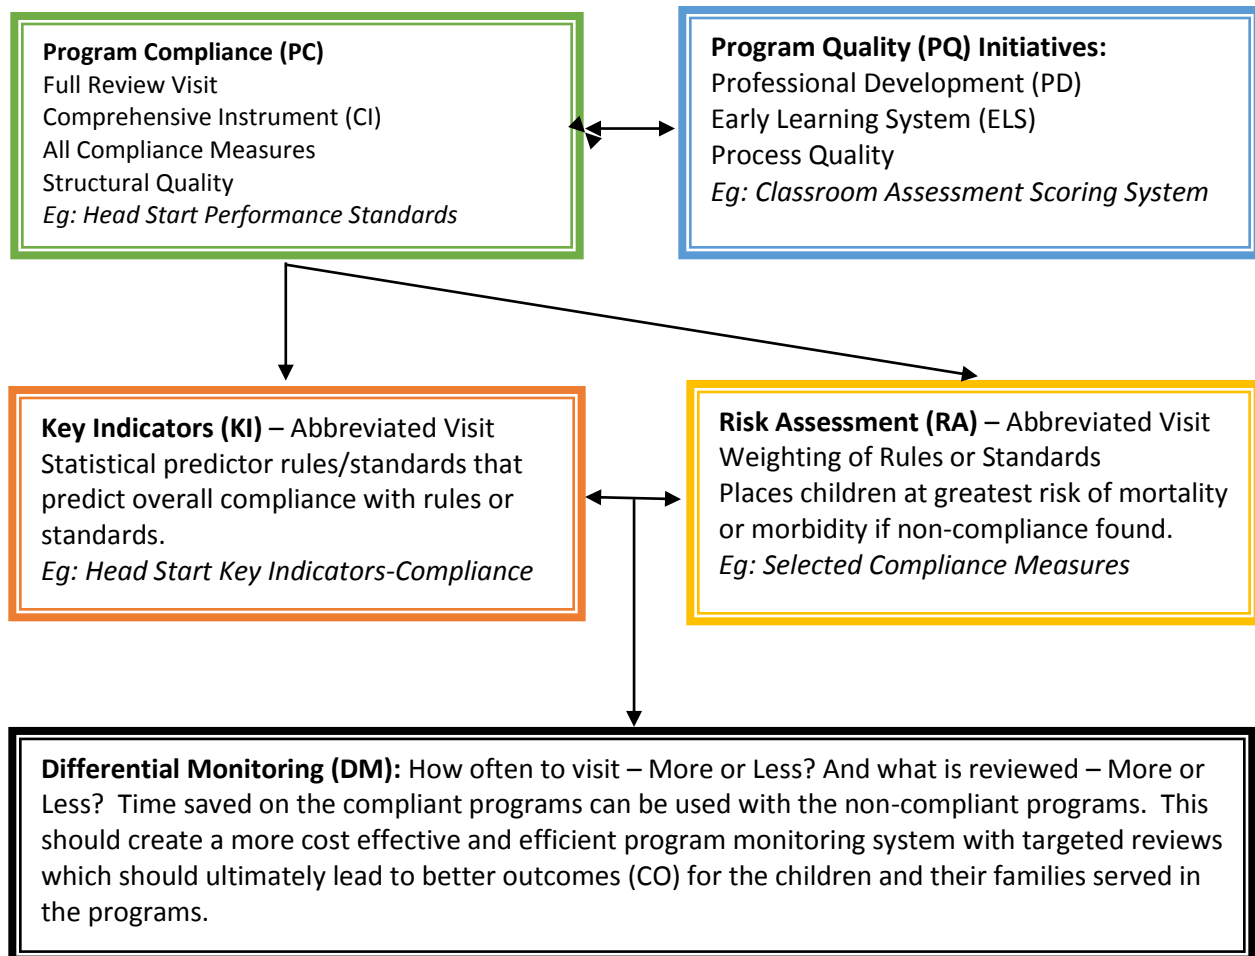 Program Compliance (PC)
Full Review Visit
Comprehensive Instrument (CI)
All Compliance Measures
Structural Quality
Eg: Head Start Performance Standards
Program Quality (PQ) Initiatives:
Professional Development (PD)
Early Learning System (ELS)
Process Quality
Eg: Classroom Assessment Scoring System
Key Indicators (KI) – Abbreviated Visit
Statistical predictor rules/standards that
predict overall compliance with rules or
standards.
Eg: Head Start Key Indicators-Compliance
Risk Assessment (RA) – Abbreviated Visit
Weighting of Rules or Standards
Places children at greatest risk of mortality
or morbidity if non-compliance found.
Eg: Selected Compliance Measures
Differential Monitoring (DM): How often to visit – More or Less? And what is reviewed – More or
Less?  Time saved on the compliant programs can be used with the non-compliant programs.  This
should create a more cost effective and efficient program monitoring system with targeted reviews
which should ultimately lead to better outcomes (CO) for the children and their families served in
the programs.